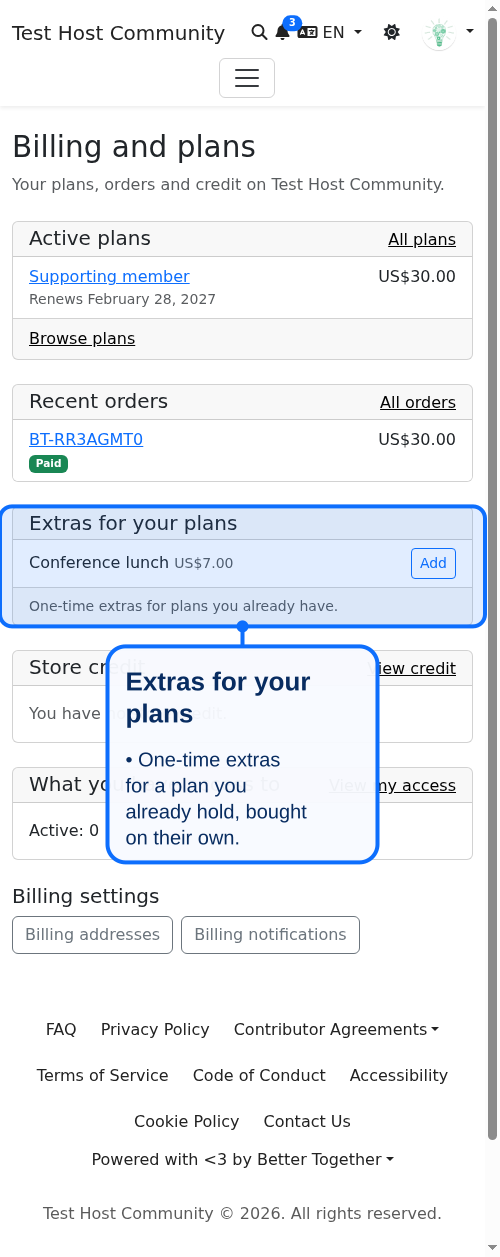 Test Host Community
3
EN
Billing and plans
Your plans, orders and credit on Test Host Community.
Active plans
All plans
Supporting member
US$30.00
Renews February 28, 2027
Browse plans
Recent orders
All orders
BT-RR3AGMT0
US$30.00
Paid
Extras for your plans
Conference lunch US$7.00
Add
One-time extras for plans you already have.
Store credit
View credit
You have
Extras for your
plans
• One-time extras
for a plan you
already hold, bought
on their own.
What you
to
View my access
Active: 0
Billing settings
Billing addresses
Billing notifications
FAQ
Privacy Policy
Contributor Agreements
Terms of Service
Code of Conduct
Accessibility
Cookie Policy
Contact Us
Powered with <3 by Better Together
Test Host Community © 2026. All rights reserved.